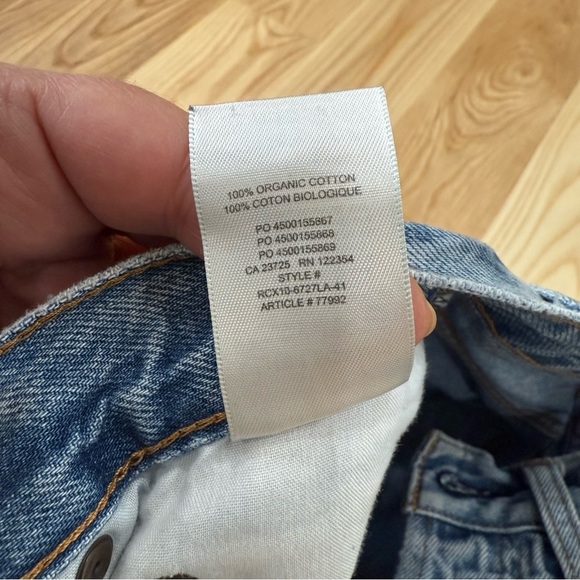 100% ORGANIC COTTON
100% COTON BIOLOGIQUE
PO 4500155867
PO 4500155868
PO 4500155869
CA 23725 RN 122354
STYLE #
RCX10-6727LA-41
ARTICLE # 77992